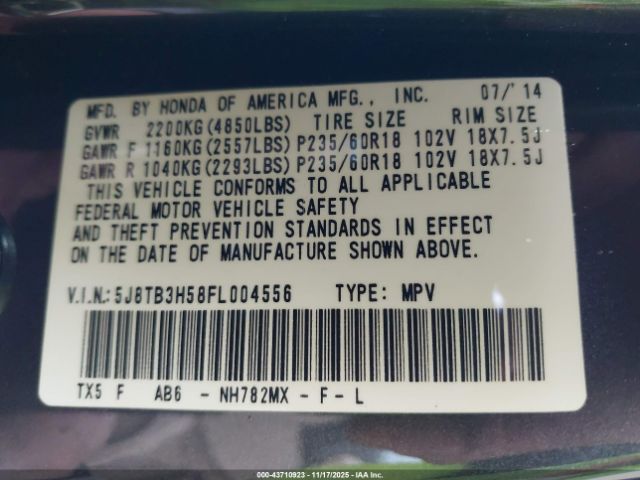 MFD. BY HONDA OF AMERICA MFG., INC. 07/'14
GVWR 2200KG(4850LBS) TIRE SIZE RIM SIZE
GAWR F 1160KG(2557LBS) P235/60R18 102V 18X7.5J
GAWR R 1040KG(2293LBS) P235/60R18 102V 18X7.5J
THIS VEHICLE CONFORMS TO ALL APPLICABLE
FEDERAL MOTOR VEHICLE SAFETY
AND THEFT PREVENTION STANDARDS IN EFFECT
ON THE DATE OF MANUFACTURE SHOWN ABOVE.
V.I.N.:5J8TB3H58FL004556 TYPE: MPV
TX5 F AB6 - NH782MX - F - L
000-43710923 | 11/17/2025 - IAA Inc.